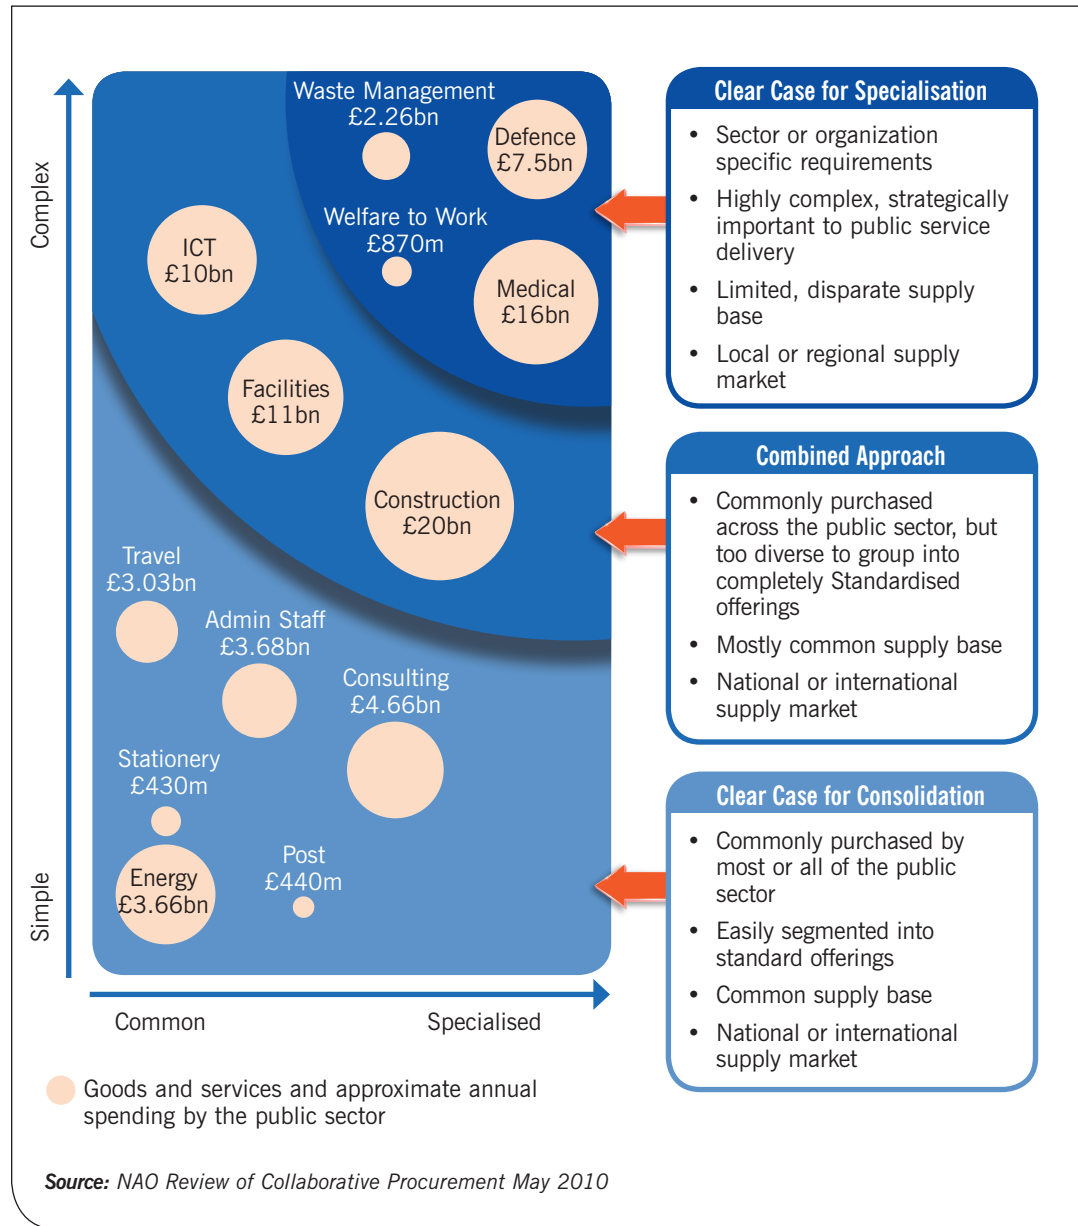 Complex
Simple
Waste Management
£2.26bn
Defence
£7.5bn
Welfare to Work
£870m
ICT
£10bn
Medical
£16bn
Facilities
£11bn
Construction
£20bn
Travel
£3.03bn
Admin Staff
£3.68bn
Consulting
£4.66bn
Stationery
£430m
Energy
£3.66bn
Post
£440m
Common
Specialised
Clear Case for Specialisation
• Sector or organization
specific requirements
• Highly complex, strategically
important to public service
delivery
• Limited, disparate supply
base
• Local or regional supply
market
Combined Approach
• Commonly purchased
across the public sector, but
too diverse to group into
completely Standardised
offerings
• Mostly common supply base
• National or international
supply market
Clear Case for Consolidation
• Commonly purchased by
most or all of the public
sector
• Easily segmented into
standard offerings
• Common supply base
• National or international
supply market
Goods and services and approximate annual
spending by the public sector
Source: NAO Review of Collaborative Procurement May 2010